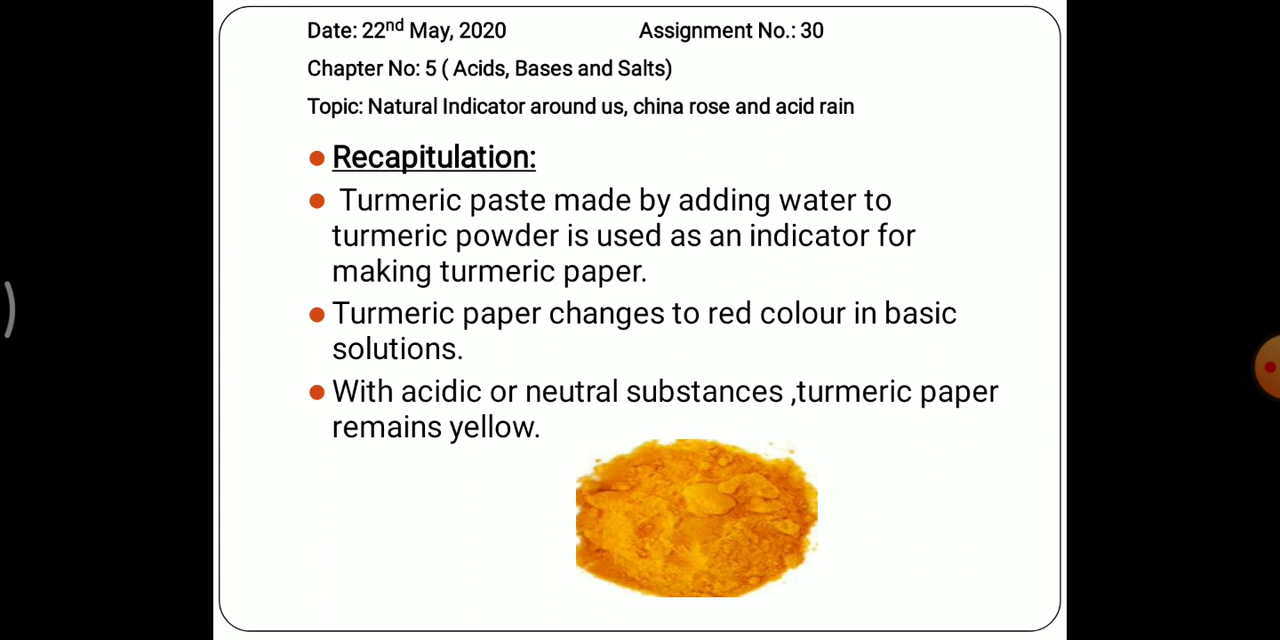 Date: 22nd May, 2020 Assignment No.: 30
Chapter No: 5 ( Acids, Bases and Salts)
Topic: Natural Indicator around us, china rose and acid rain
Recapitulation:
Turmeric paste made by adding water to
turmeric powder is used as an indicator for
making turmeric paper.
Turmeric paper changes to red colour in basic
solutions.
With acidic or neutral substances ,turmeric paper
remains yellow.